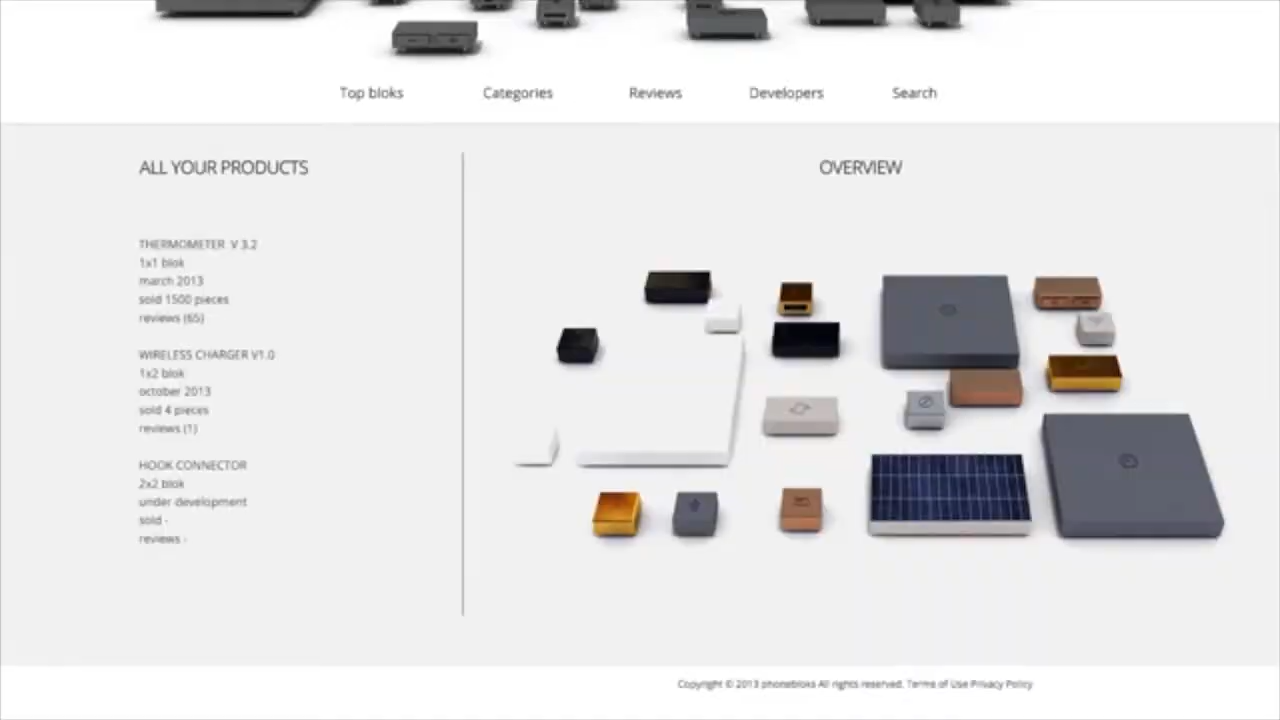 Top bloks Categories Reviews Developers Search
ALL YOUR PRODUCTS
THERMOMETER V 3.2
1x1 blok
march 2013
sold 1500 pieces
reviews (65)
WIRELESS CHARGER V1.0
1x2 blok
october 2013
sold 4 pieces
reviews (1)
HOOK CONNECTOR
2x2 blok
under development
sold -
reviews -
OVERVIEW
Copyright © 2013 phonebloks All rights reserved. Terms of Use Privacy Policy